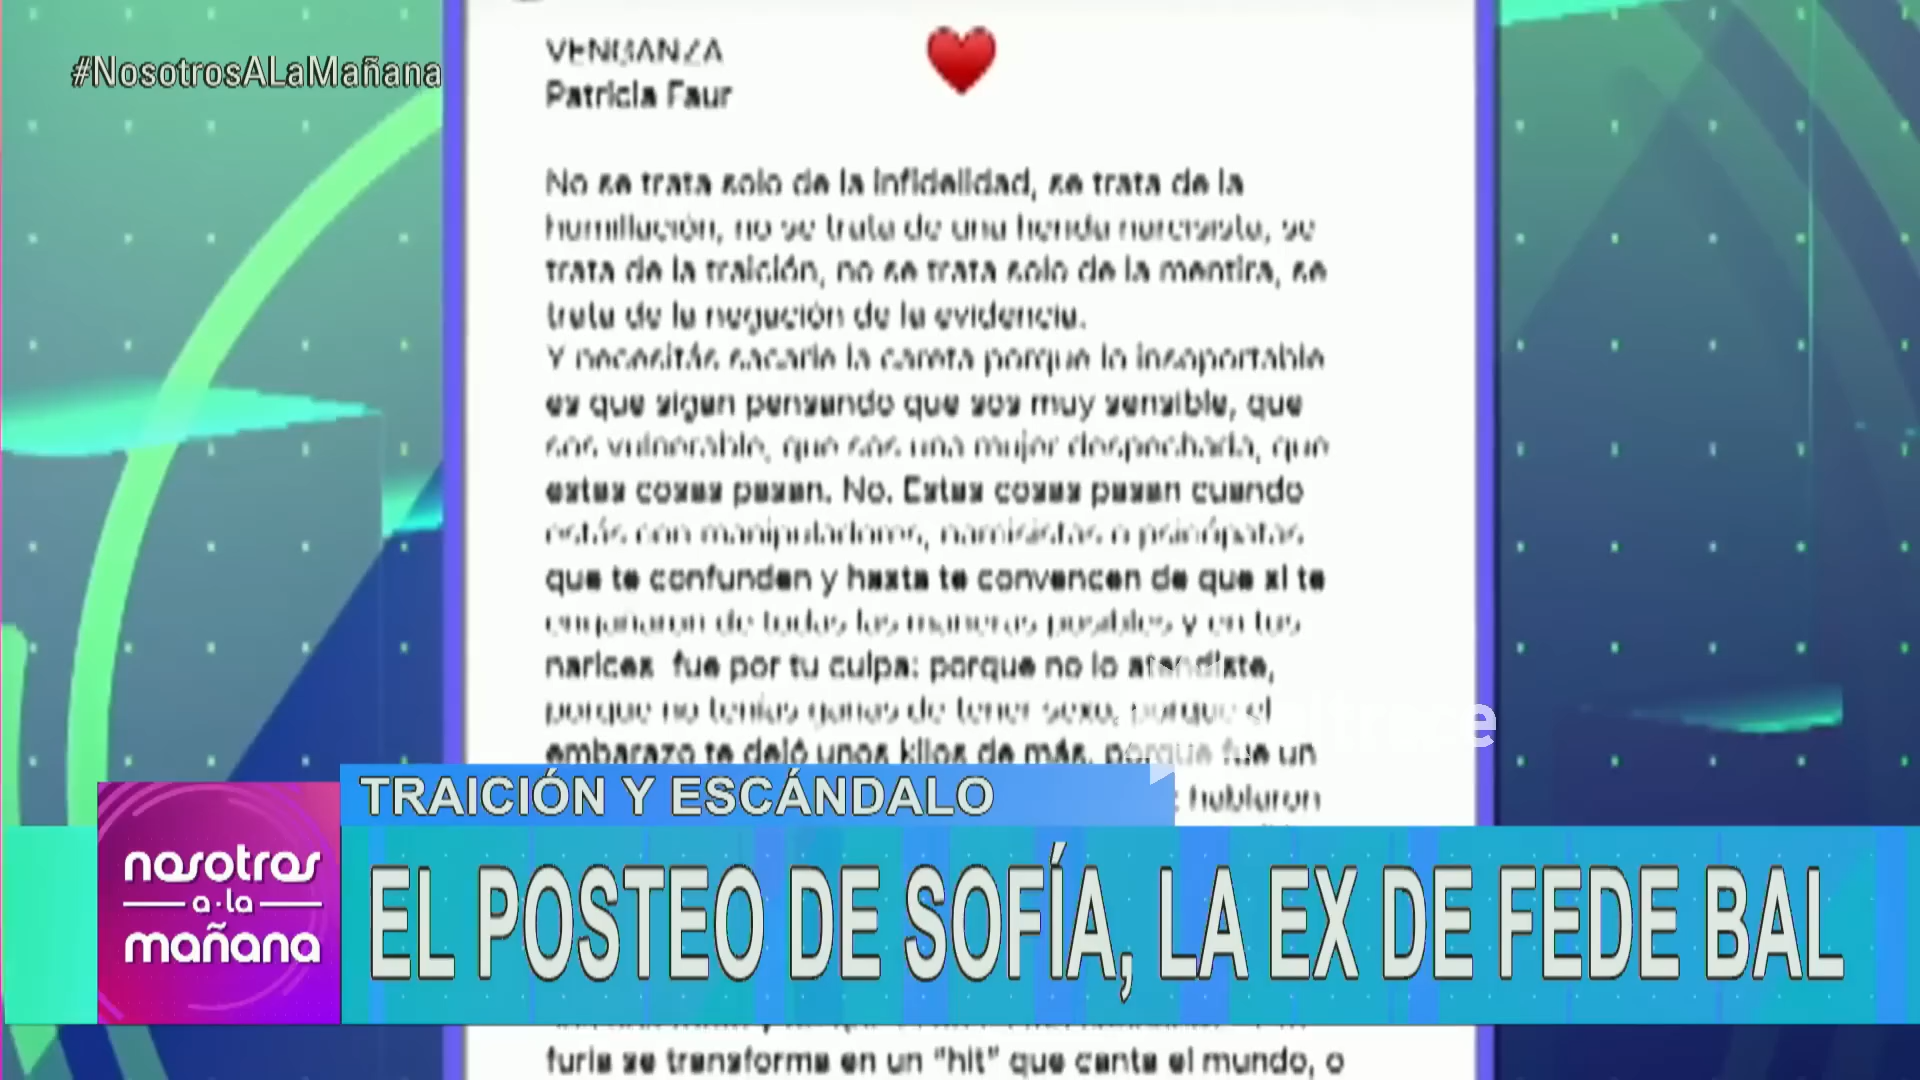 #NosotrosALaMañana
VENGANZA
Patricia Faur
No se trata solo de la infidelidad, se trata de la
humillación, no se trata de una herida narcisista, se
trata de la traición, no se trata solo de la mentira, se
trata de la negación de la evidencia.
Y necesitás sacarle la careta porque lo insoportable
es que sigan pensando que sos muy sensible, que
sos vulnerable, que sos una mujer despechada, que
estas cosas pasan. No. Estas cosas pasan cuando
estás con manipuladores, narcisistas o psicópatas
que te confunden y hasta te convencen de que si te
engañaron de todas las maneras posibles y en tus
narices fue por tu culpa: porque no lo atendiste,
porque no tenías ganas de tener sexo, porque el
embarazo te dejó unos kilos de más, porque fue un
hablaron
eltrece
TRAICIÓN Y ESCÁNDALO
nosotros
a·la
mañana
EL POSTEO DE SOFÍA, LA EX DE FEDE BAL
furia se transforma en un "hit" que canta el mundo, o